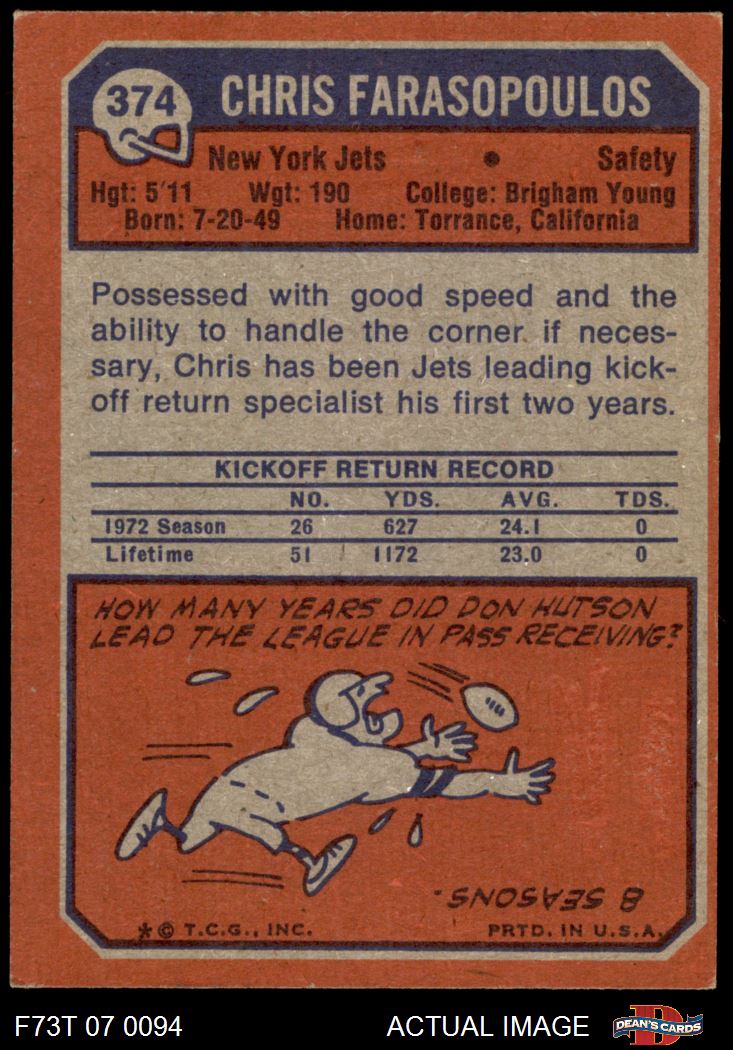 374
CHRIS FARASOPOULOS
New York Jets • Safety
Hgt: 5'11 Wgt: 190 College: Brigham Young
Born: 7-20-49 Home: Torrance, California
Possessed with good speed and the
ability to handle the corner if neces-
sary, Chris has been Jets leading kick-
off return specialist his first two years.
KICKOFF RETURN RECORD
NO. YDS. AVG. TDS.
1972 Season 26 627 24.1 0
Lifetime 51 1172 23.0 0
HOW MANY YEARS DID DON HUTSON
LEAD THE LEAGUE IN PASS RECEIVING?
8 SEASONS.
* © T.C.G., INC. PRTD. IN U.S.A.
F73T 07 0094 ACTUAL IMAGE
D
DEAN'S CARDS